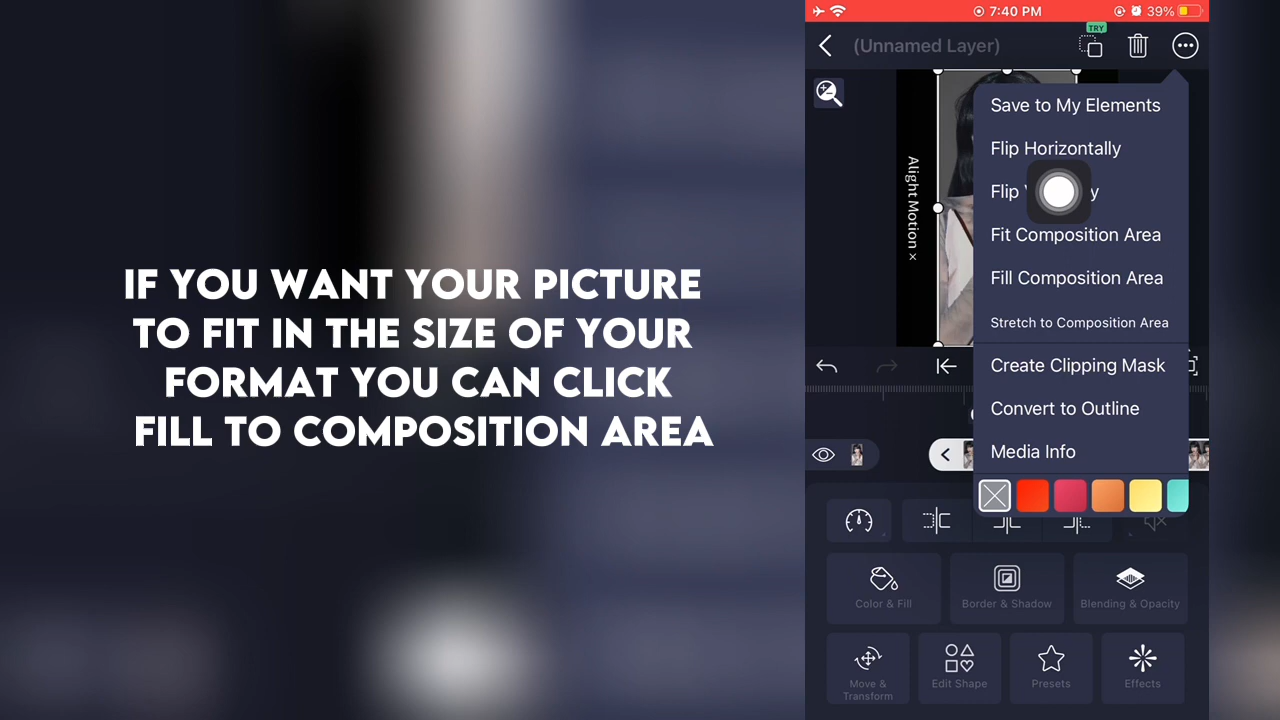 IF YOU WANT YOUR PICTURE
TO FIT IN THE SIZE OF YOUR
FORMAT YOU CAN CLICK
FILL TO COMPOSITION AREA
7:40 PM
39%
TRY
(Unnamed Layer)
Save to My Elements
Flip Horizontally
Flip
Fit Composition Area
Fill Composition Area
Stretch to Composition Area
Create Clipping Mask
Convert to Outline
Media Info
Alight Motion ×
Color & Fill
Border & Shadow
Blending & Opacity
Move &
Transform
Edit Shape
Presets
Effects